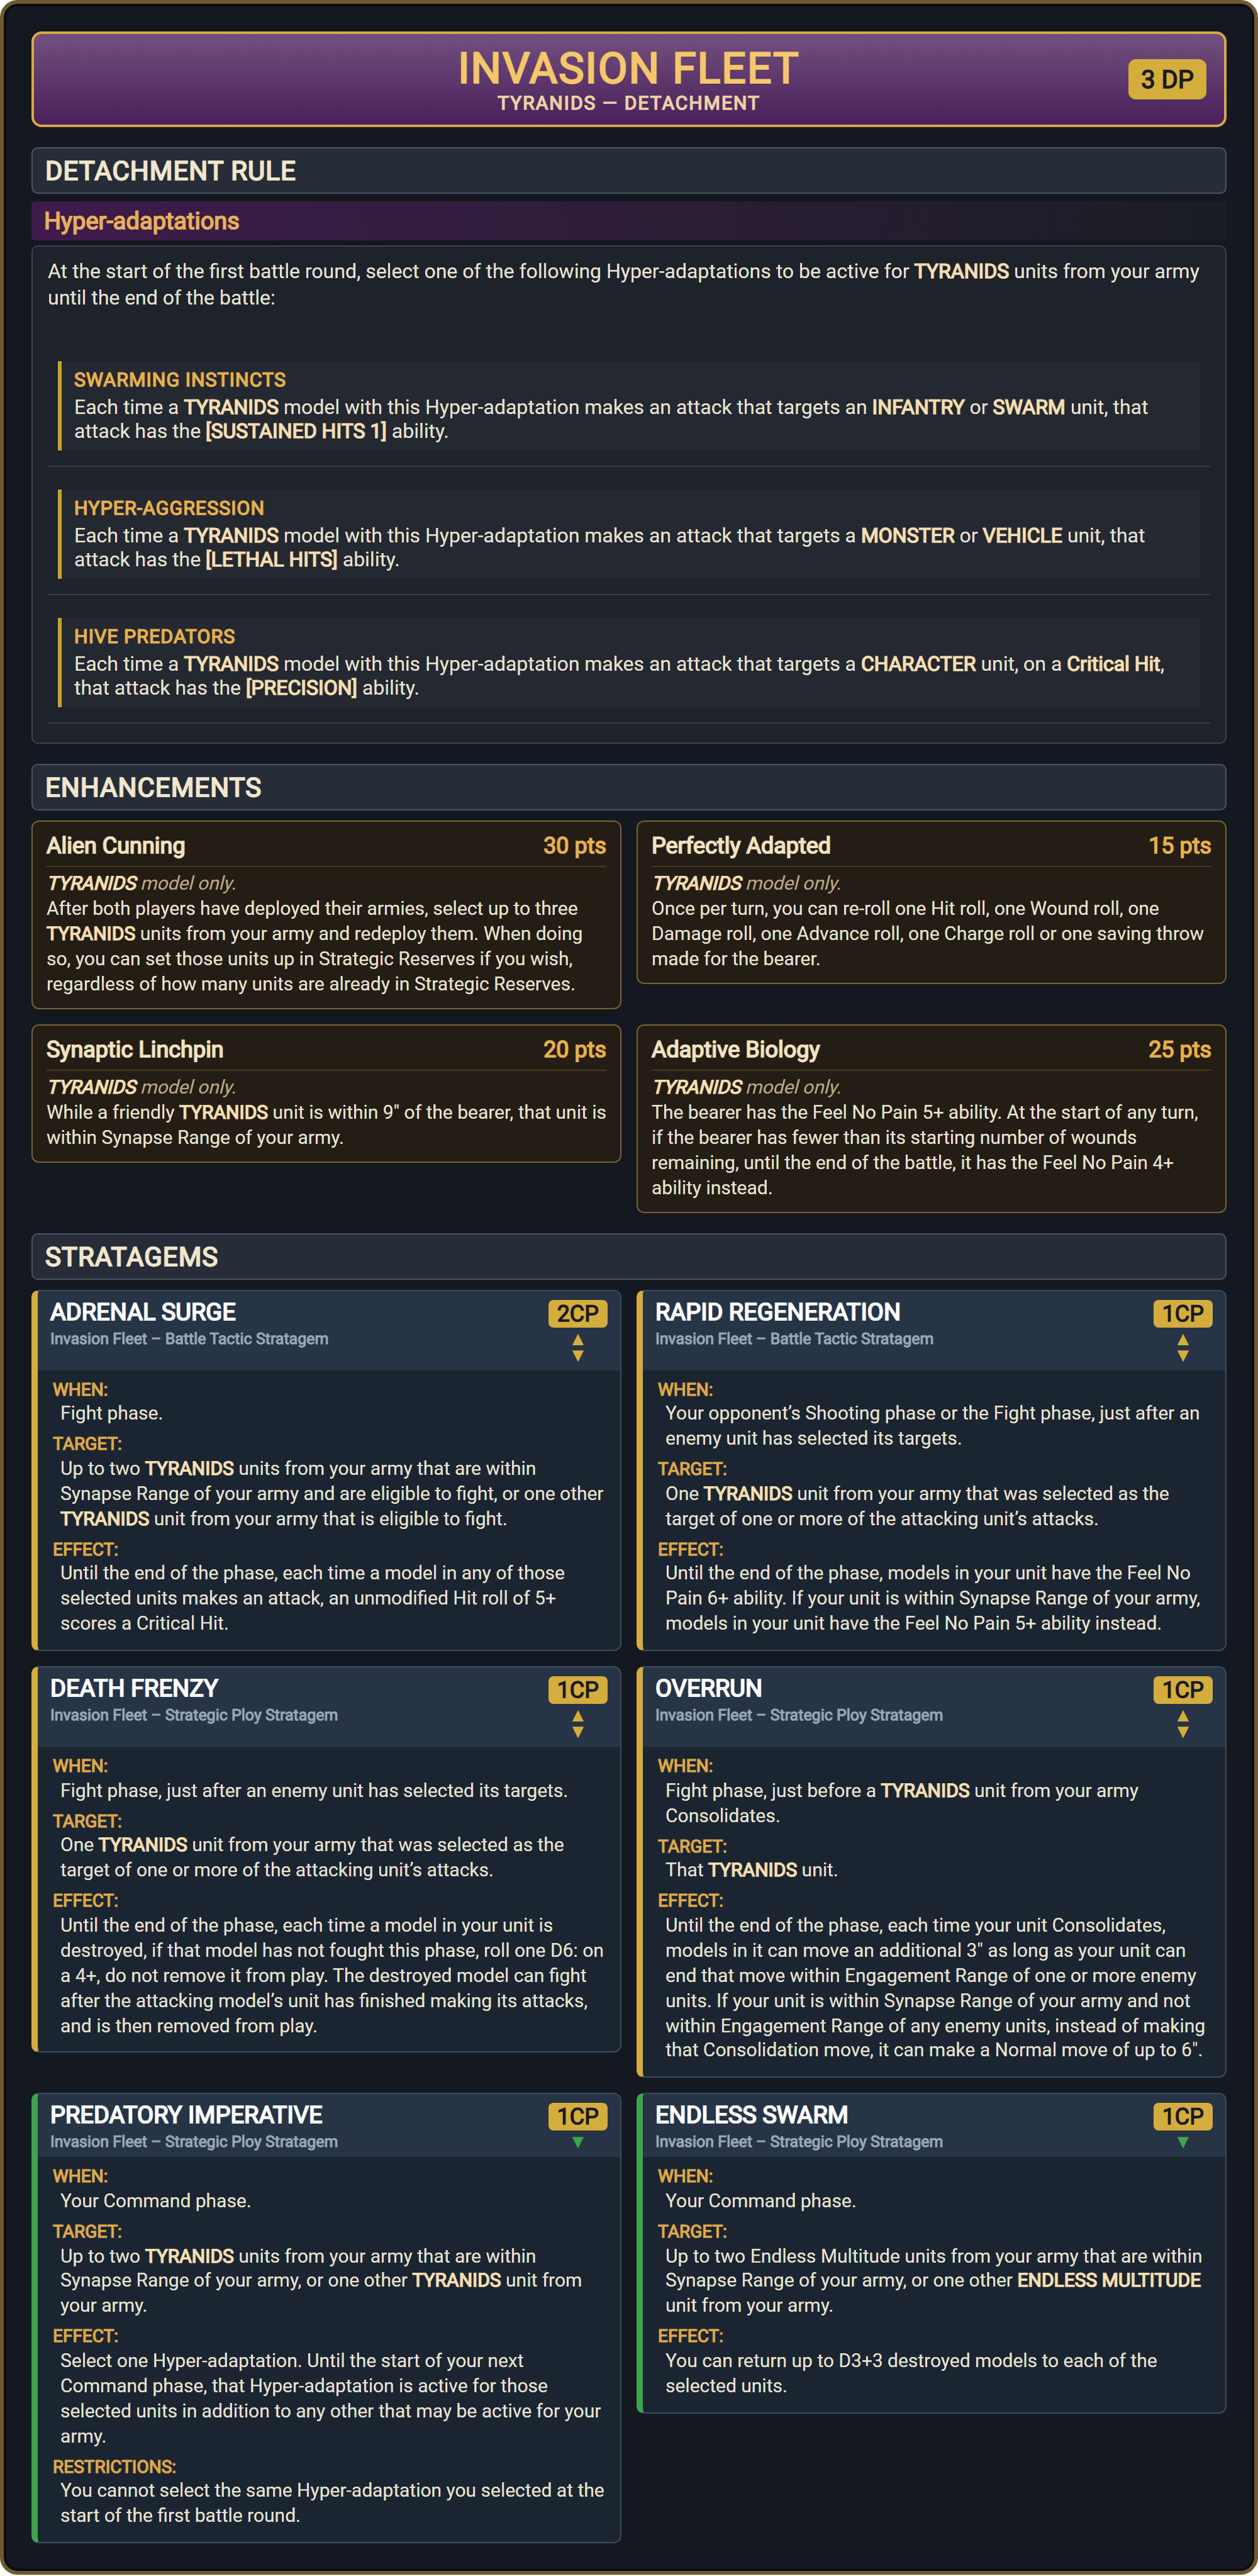 INVASION FLEET
TYRANIDS — DETACHMENT
3 DP
DETACHMENT RULE
Hyper-adaptations
At the start of the first battle round, select one of the following Hyper-adaptations to be active for TYRANIDS units from your army
until the end of the battle:
SWARMING INSTINCTS
Each time a TYRANIDS model with this Hyper-adaptation makes an attack that targets an INFANTRY or SWARM unit, that
attack has the [SUSTAINED HITS 1] ability.
HYPER-AGGRESSION
Each time a TYRANIDS model with this Hyper-adaptation makes an attack that targets a MONSTER or VEHICLE unit, that
attack has the [LETHAL HITS] ability.
HIVE PREDATORS
Each time a TYRANIDS model with this Hyper-adaptation makes an attack that targets a CHARACTER unit, on a Critical Hit,
that attack has the [PRECISION] ability.
ENHANCEMENTS
Alien Cunning 30 pts
TYRANIDS model only.
After both players have deployed their armies, select up to three
TYRANIDS units from your army and redeploy them. When doing
so, you can set those units up in Strategic Reserves if you wish,
regardless of how many units are already in Strategic Reserves.
Perfectly Adapted 15 pts
TYRANIDS model only.
Once per turn, you can re-roll one Hit roll, one Wound roll, one
Damage roll, one Advance roll, one Charge roll or one saving throw
made for the bearer.
Synaptic Linchpin 20 pts
TYRANIDS model only.
While a friendly TYRANIDS unit is within 9" of the bearer, that unit is
within Synapse Range of your army.
Adaptive Biology 25 pts
TYRANIDS model only.
The bearer has the Feel No Pain 5+ ability. At the start of any turn,
if the bearer has fewer than its starting number of wounds
remaining, until the end of the battle, it has the Feel No Pain 4+
ability instead.
STRATAGEMS
ADRENAL SURGE 2CP
Invasion Fleet – Battle Tactic Stratagem
WHEN:
Fight phase.
TARGET:
Up to two TYRANIDS units from your army that are within
Synapse Range of your army and are eligible to fight, or one other
TYRANIDS unit from your army that is eligible to fight.
EFFECT:
Until the end of the phase, each time a model in any of those
selected units makes an attack, an unmodified Hit roll of 5+
scores a Critical Hit.
RAPID REGENERATION 1CP
Invasion Fleet – Battle Tactic Stratagem
WHEN:
Your opponent’s Shooting phase or the Fight phase, just after an
enemy unit has selected its targets.
TARGET:
One TYRANIDS unit from your army that was selected as the
target of one or more of the attacking unit’s attacks.
EFFECT:
Until the end of the phase, models in your unit have the Feel No
Pain 6+ ability. If your unit is within Synapse Range of your army,
models in your unit have the Feel No Pain 5+ ability instead.
DEATH FRENZY 1CP
Invasion Fleet – Strategic Ploy Stratagem
WHEN:
Fight phase, just after an enemy unit has selected its targets.
TARGET:
One TYRANIDS unit from your army that was selected as the
target of one or more of the attacking unit’s attacks.
EFFECT:
Until the end of the phase, each time a model in your unit is
destroyed, if that model has not fought this phase, roll one D6: on
a 4+, do not remove it from play. The destroyed model can fight
after the attacking model’s unit has finished making its attacks,
and is then removed from play.
OVERRUN 1CP
Invasion Fleet – Strategic Ploy Stratagem
WHEN:
Fight phase, just before a TYRANIDS unit from your army
Consolidates.
TARGET:
That TYRANIDS unit.
EFFECT:
Until the end of the phase, each time your unit Consolidates,
models in it can move an additional 3" as long as your unit can
end that move within Engagement Range of one or more enemy
units. If your unit is within Synapse Range of your army and not
within Engagement Range of any enemy units, instead of making
that Consolidation move, it can make a Normal move of up to 6".
PREDATORY IMPERATIVE 1CP
Invasion Fleet – Strategic Ploy Stratagem
WHEN:
Your Command phase.
TARGET:
Up to two TYRANIDS units from your army that are within
Synapse Range of your army, or one other TYRANIDS unit from
your army.
EFFECT:
Select one Hyper-adaptation. Until the start of your next
Command phase, that Hyper-adaptation is active for those
selected units in addition to any other that may be active for your
army.
RESTRICTIONS:
You cannot select the same Hyper-adaptation you selected at the
start of the first battle round.
ENDLESS SWARM 1CP
Invasion Fleet – Strategic Ploy Stratagem
WHEN:
Your Command phase.
TARGET:
Up to two Endless Multitude units from your army that are within
Synapse Range of your army, or one other ENDLESS MULTITUDE
unit from your army.
EFFECT:
You can return up to D3+3 destroyed models to each of the
selected units.